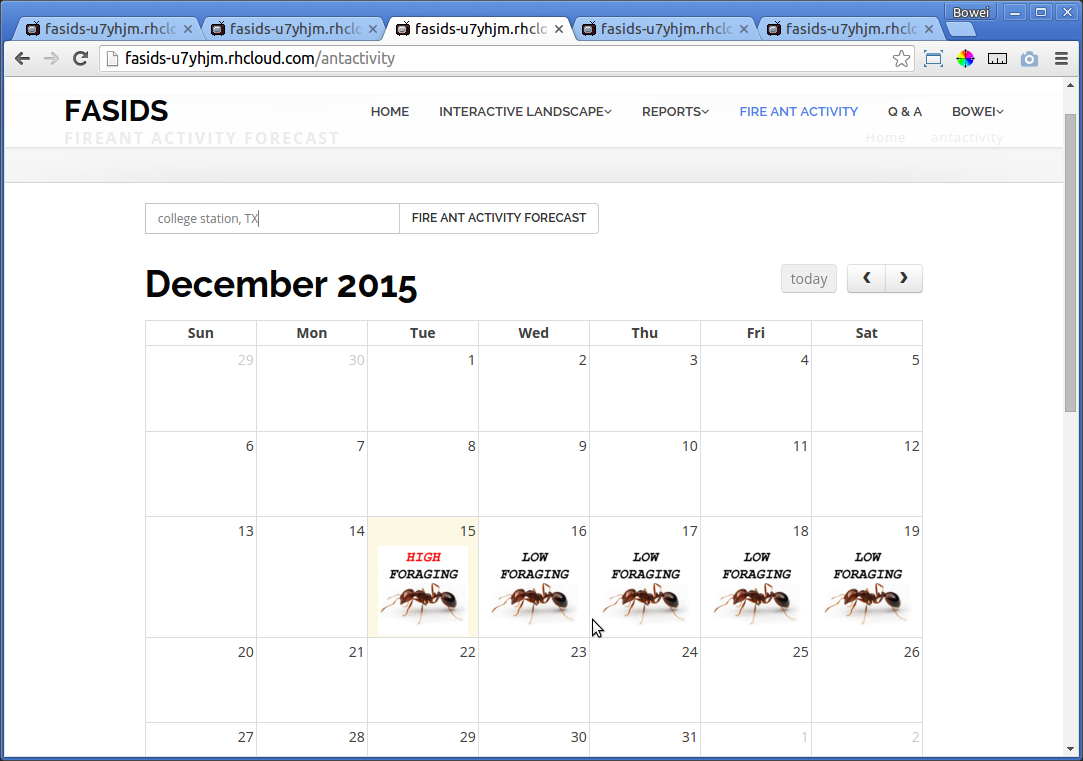 Bowei
fasids-u7yhjm.rhclo
fasids-u7yhjm.rhclo
fasids-u7yhjm.rhclo
fasids-u7yhjm.rhclo
fasids-u7yhjm.rhclo
fasids-u7yhjm.rhcloud.com/antactivity
FASIDS
HOME INTERACTIVE LANDSCAPE REPORTS FIRE ANT ACTIVITY Q & A BOWEI
FIREANT ACTIVITY FORECAST
Home antactivity
college station, TX
FIRE ANT ACTIVITY FORECAST
December 2015
today
Sun Mon Tue Wed Thu Fri Sat
29 30 1 2 3 4 5
6 7 8 9 10 11 12
13 14 15 16 17 18 19
HIGH LOW LOW LOW LOW
FORAGING FORAGING FORAGING FORAGING FORAGING
20 21 22 23 24 25 26
27 28 29 30 31 1 2